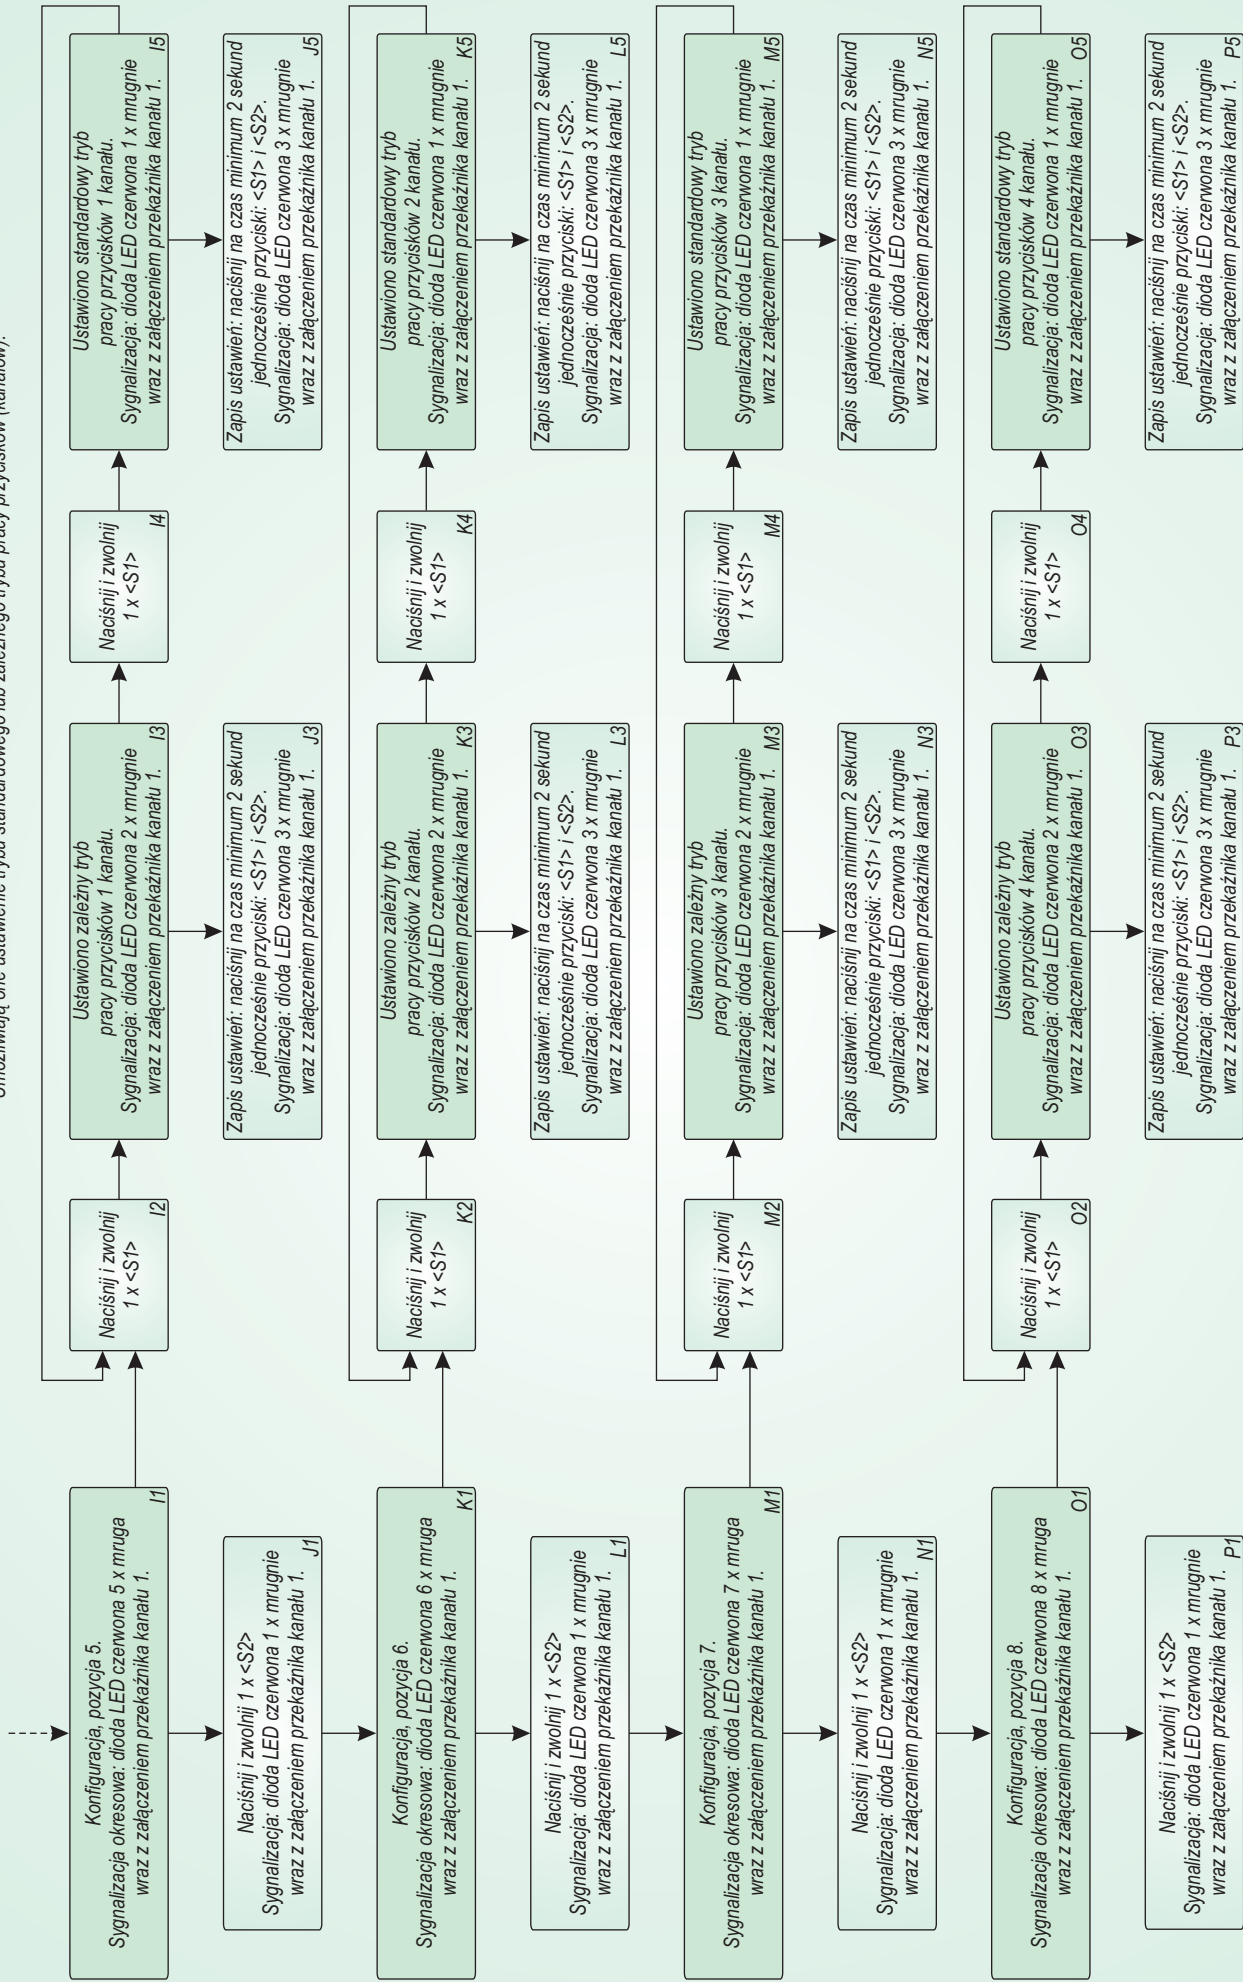 Umożliwiają one ustawienie trybu standardowego lub zależnego trybu pracy przycisków (kanałów).
Konfiguracja, pozycja 5.
Sygnalizacja okresowa: dioda LED czerwona 5 x mruga
wraz z załączeniem przekaźnika kanału 1. I1
Naciśnij i zwolnij
1 x <S1>
I2
Ustawiono zależny tryb
pracy przycisków 1 kanału.
Sygnalizacja: dioda LED czerwona 2 x mrugnie
wraz z załączeniem przekaźnika kanału 1. I3
Naciśnij i zwolnij
1 x <S1>
I4
Ustawiono standardowy tryb
pracy przycisków 1 kanału.
Sygnalizacja: dioda LED czerwona 1 x mrugnie
wraz z załączeniem przekaźnika kanału 1. I5
Naciśnij i zwolnij 1 x <S2>
Sygnalizacja: dioda LED czerwona 1 x mrugnie
wraz z załączeniem przekaźnika kanału 1. J1
Zapis ustawień: naciśnij na czas minimum 2 sekund
jednocześnie przyciski: <S1> i <S2>.
Sygnalizacja: dioda LED czerwona 3 x mrugnie
wraz z załączeniem przekaźnika kanału 1. J3
Zapis ustawień: naciśnij na czas minimum 2 sekund
jednocześnie przyciski: <S1> i <S2>.
Sygnalizacja: dioda LED czerwona 3 x mrugnie
wraz z załączeniem przekaźnika kanału 1. J5
Konfiguracja, pozycja 6.
Sygnalizacja okresowa: dioda LED czerwona 6 x mruga
wraz z załączeniem przekaźnika kanału 1. K1
Naciśnij i zwolnij
1 x <S1>
K2
Ustawiono zależny tryb
pracy przycisków 2 kanału.
Sygnalizacja: dioda LED czerwona 2 x mrugnie
wraz z załączeniem przekaźnika kanału 1. K3
Naciśnij i zwolnij
1 x <S1>
K4
Ustawiono standardowy tryb
pracy przycisków 2 kanału.
Sygnalizacja: dioda LED czerwona 1 x mrugnie
wraz z załączeniem przekaźnika kanału 1. K5
Naciśnij i zwolnij 1 x <S2>
Sygnalizacja: dioda LED czerwona 1 x mrugnie
wraz z załączeniem przekaźnika kanału 1. L1
Zapis ustawień: naciśnij na czas minimum 2 sekund
jednocześnie przyciski: <S1> i <S2>.
Sygnalizacja: dioda LED czerwona 3 x mrugnie
wraz z załączeniem przekaźnika kanału 1. L3
Zapis ustawień: naciśnij na czas minimum 2 sekund
jednocześnie przyciski: <S1> i <S2>.
Sygnalizacja: dioda LED czerwona 3 x mrugnie
wraz z załączeniem przekaźnika kanału 1. L5
Konfiguracja, pozycja 7.
Sygnalizacja okresowa: dioda LED czerwona 7 x mruga
wraz z załączeniem przekaźnika kanału 1. M1
Naciśnij i zwolnij
1 x <S1>
M2
Ustawiono zależny tryb
pracy przycisków 3 kanału.
Sygnalizacja: dioda LED czerwona 2 x mrugnie
wraz z załączeniem przekaźnika kanału 1. M3
Naciśnij i zwolnij
1 x <S1>
M4
Ustawiono standardowy tryb
pracy przycisków 3 kanału.
Sygnalizacja: dioda LED czerwona 1 x mrugnie
wraz z załączeniem przekaźnika kanału 1. M5
Naciśnij i zwolnij 1 x <S2>
Sygnalizacja: dioda LED czerwona 1 x mrugnie
wraz z załączeniem przekaźnika kanału 1. N1
Zapis ustawień: naciśnij na czas minimum 2 sekund
jednocześnie przyciski: <S1> i <S2>.
Sygnalizacja: dioda LED czerwona 3 x mrugnie
wraz z załączeniem przekaźnika kanału 1. N3
Zapis ustawień: naciśnij na czas minimum 2 sekund
jednocześnie przyciski: <S1> i <S2>.
Sygnalizacja: dioda LED czerwona 3 x mrugnie
wraz z załączeniem przekaźnika kanału 1. N5
Konfiguracja, pozycja 8.
Sygnalizacja okresowa: dioda LED czerwona 8 x mruga
wraz z załączeniem przekaźnika kanału 1. O1
Naciśnij i zwolnij
1 x <S1>
O2
Ustawiono zależny tryb
pracy przycisków 4 kanału.
Sygnalizacja: dioda LED czerwona 2 x mrugnie
wraz z załączeniem przekaźnika kanału 1. O3
Naciśnij i zwolnij
1 x <S1>
O4
Ustawiono standardowy tryb
pracy przycisków 4 kanału.
Sygnalizacja: dioda LED czerwona 1 x mrugnie
wraz z załączeniem przekaźnika kanału 1. O5
Naciśnij i zwolnij 1 x <S2>
Sygnalizacja: dioda LED czerwona 1 x mrugnie
wraz z załączeniem przekaźnika kanału 1. P1
Zapis ustawień: naciśnij na czas minimum 2 sekund
jednocześnie przyciski: <S1> i <S2>.
Sygnalizacja: dioda LED czerwona 3 x mrugnie
wraz z załączeniem przekaźnika kanału 1. P3
Zapis ustawień: naciśnij na czas minimum 2 sekund
jednocześnie przyciski: <S1> i <S2>.
Sygnalizacja: dioda LED czerwona 3 x mrugnie
wraz z załączeniem przekaźnika kanału 1. P5